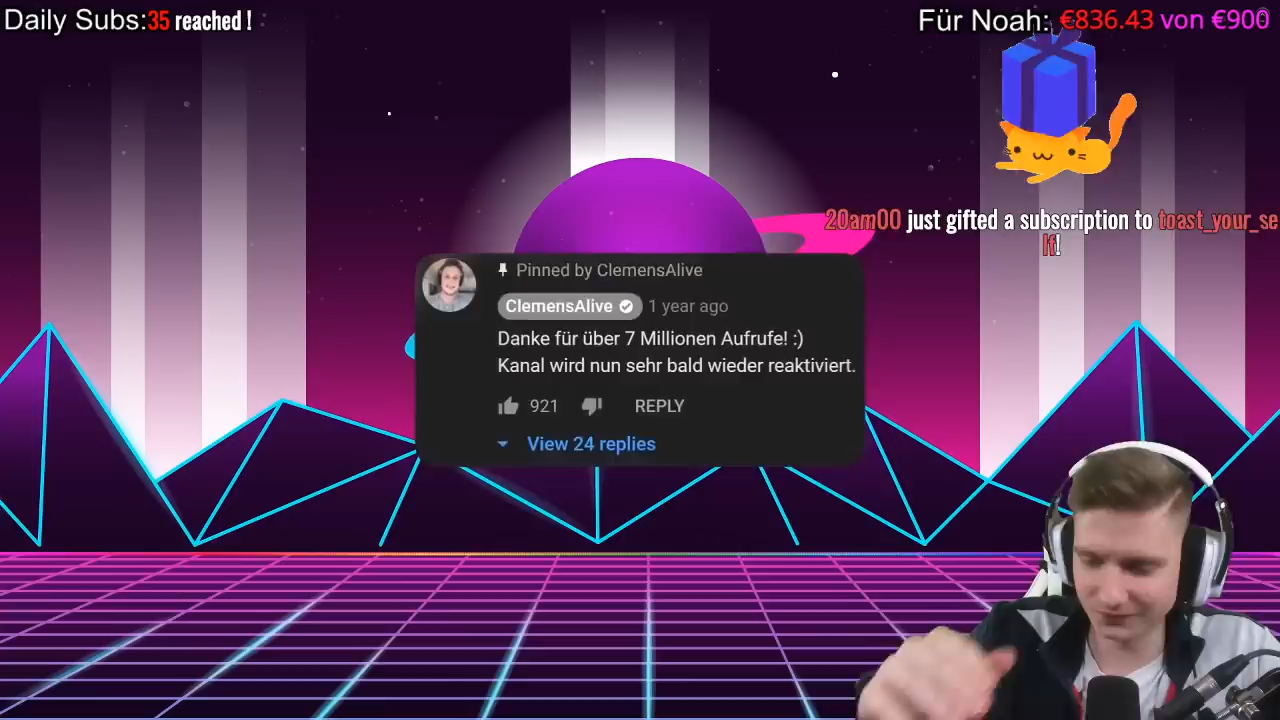 Daily Subs:35 reached!
Für Noah: €836.43 von €900
20am00 just gifted a subscription to toast_your_se
lf!
Pinned by ClemensAlive
ClemensAlive 1 year ago
Danke für über 7 Millionen Aufrufe! :)
Kanal wird nun sehr bald wieder reaktiviert.
921 REPLY
View 24 replies